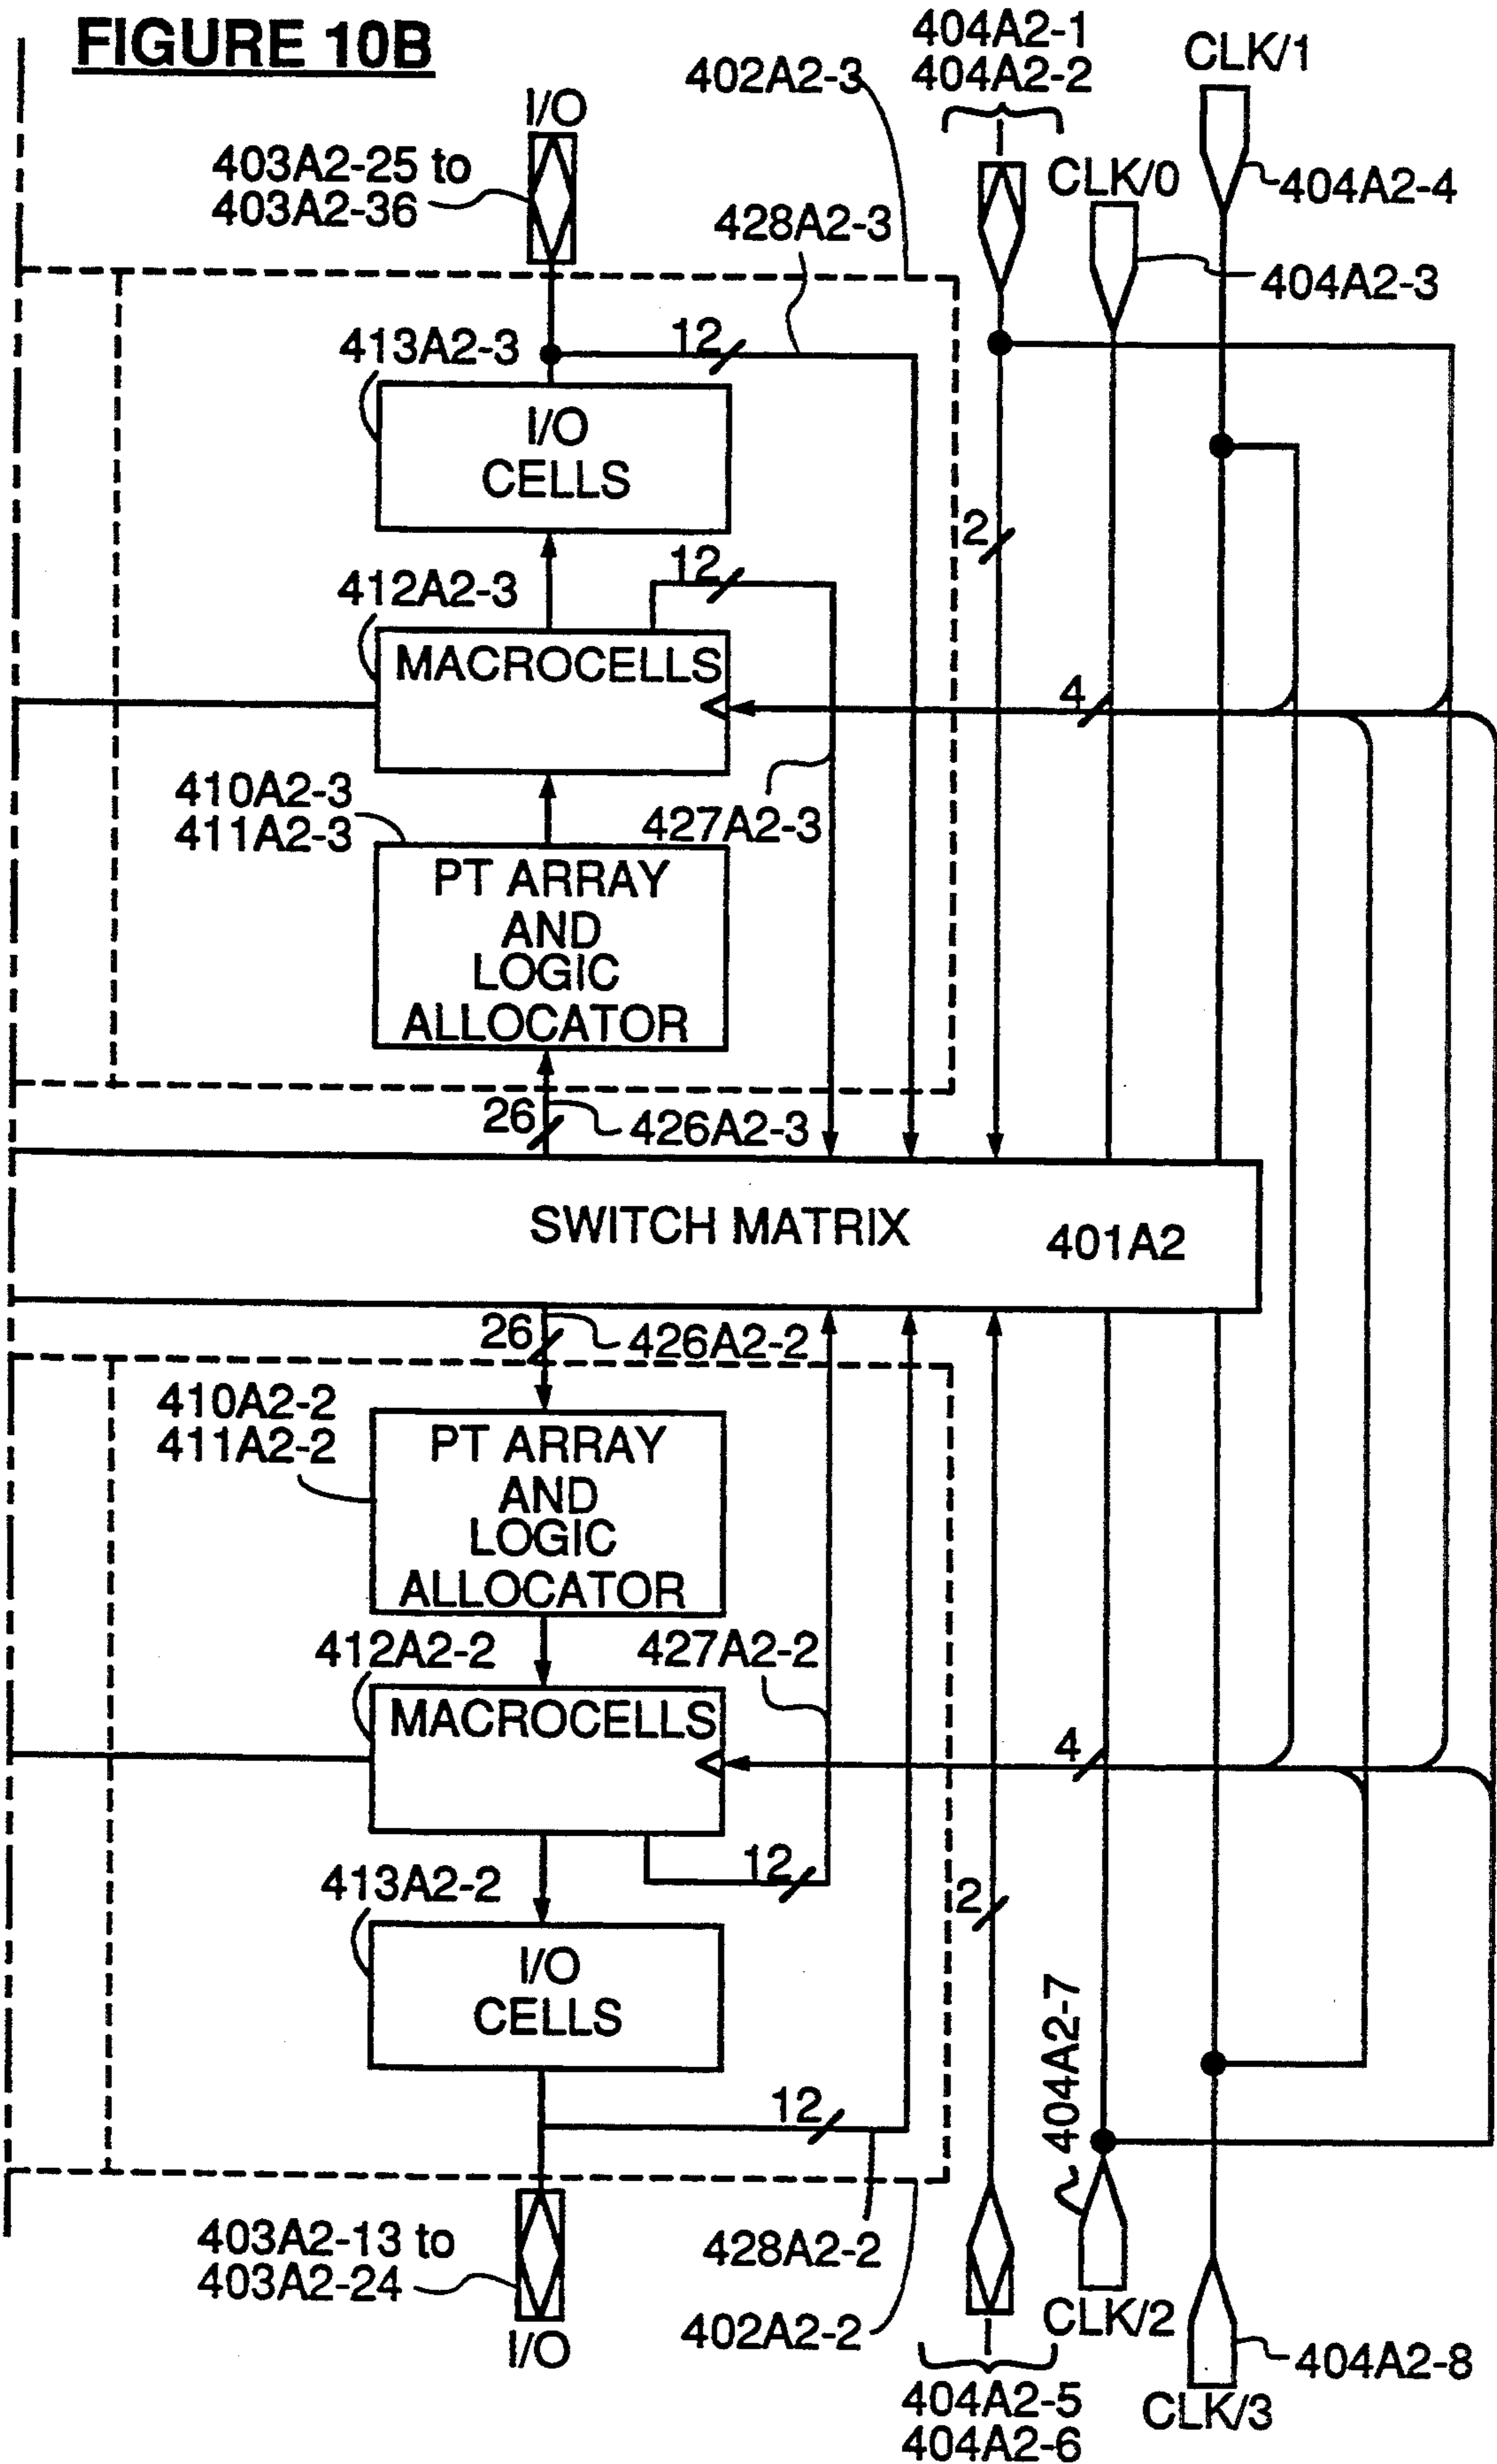 FIGURE 10B
404A2-1
404A2-2
402A2-3
CLK/1
I/O
403A2-25 to
403A2-36
CLK/0
404A2-4
428A2-3
404A2-3
413A2-3
12
I/O
CELLS
2
12
412A2-3
MACROCELLS
4
410A2-3
411A2-3
427A2-3
PT ARRAY
AND
LOGIC
ALLOCATOR
26
426A2-3
SWITCH MATRIX
401A2
26
426A2-2
410A2-2
411A2-2
PT ARRAY
AND
LOGIC
ALLOCATOR
412A2-2
427A2-2
MACROCELLS
4
12
413A2-2
2
I/O
CELLS
404A2-7
12
403A2-13 to
403A2-24
428A2-2
I/O
402A2-2
CLK/2
404A2-8
404A2-5
404A2-6
CLK/3